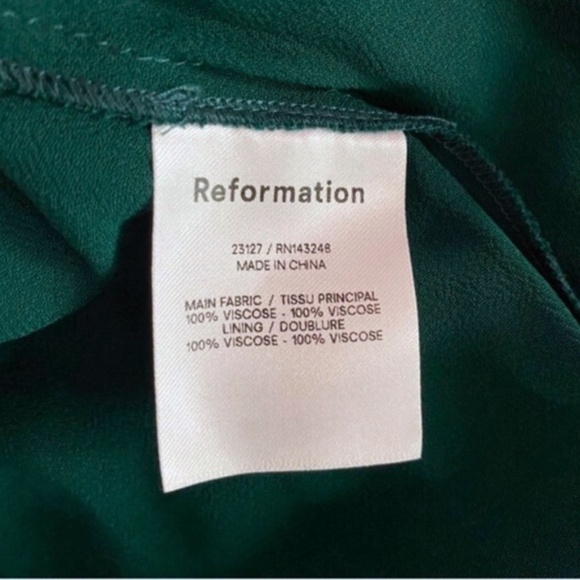 Reformation
23127 / RN143248
MADE IN CHINA
MAIN FABRIC / TISSU PRINCIPAL
100% VISCOSE - 100% VISCOSE
LINING / DOUBLURE
100% VISCOSE - 100% VISCOSE